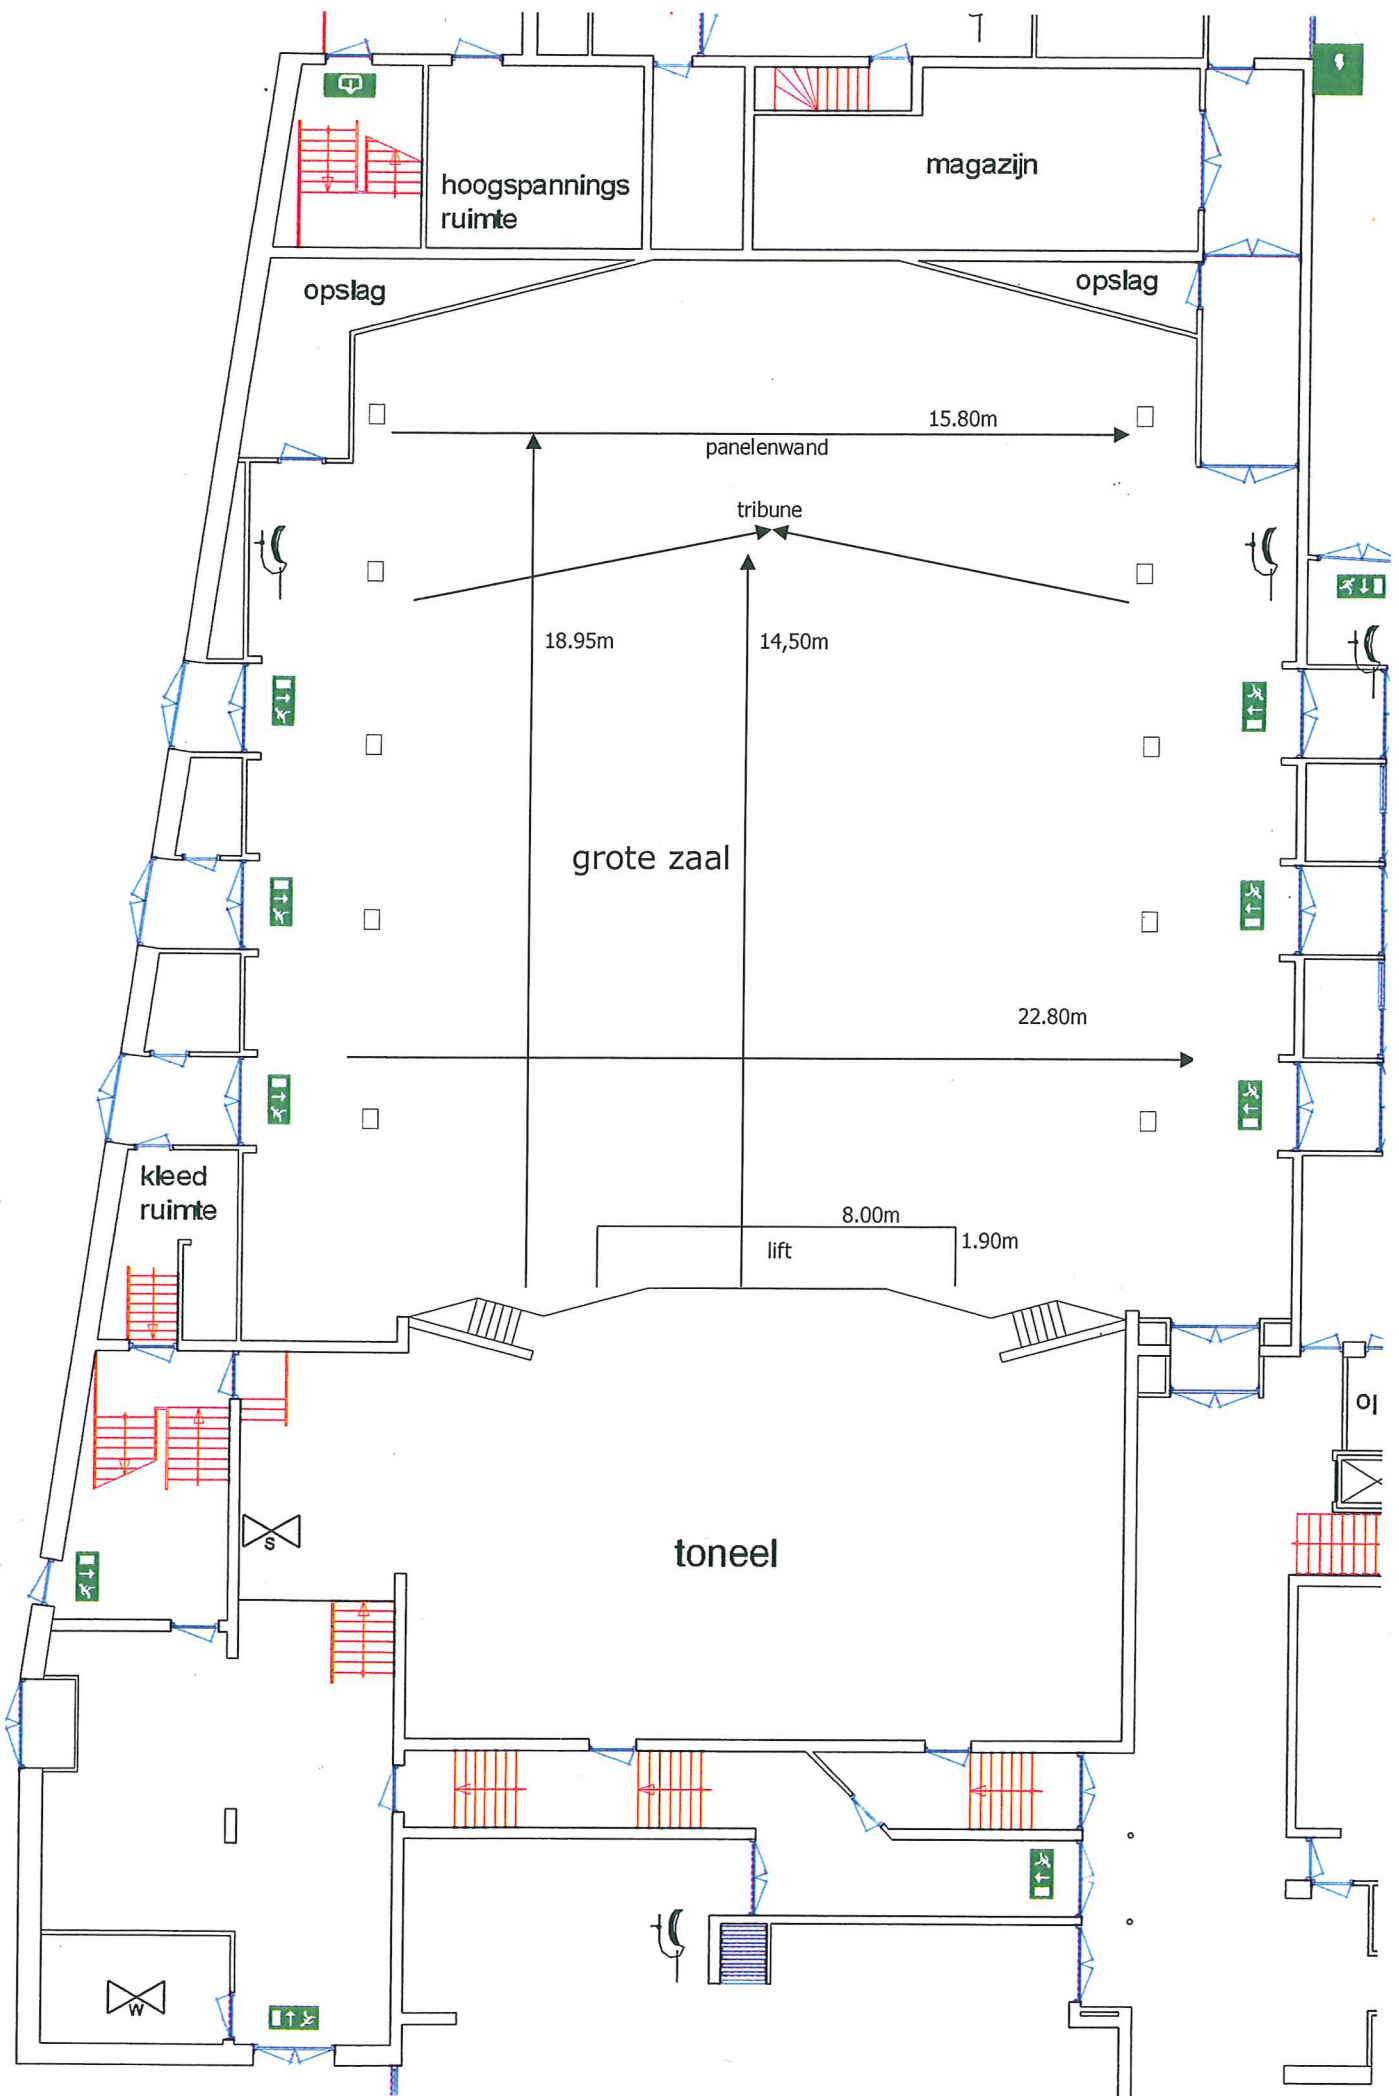 magazijn
hoogspannings
ruimte
opslag
opslag
15.80m
panelenwand
tribune
18.95m
14,50m
grote zaal
22.80m
kleed
ruimte
8.00m
1.90m
lift
lo
S
toneel
W